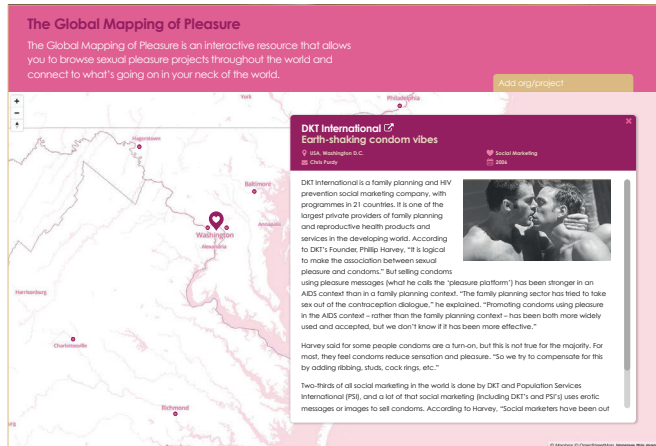 The Global Mapping of Pleasure
The Global Mapping of Pleasure is an interactive resource that allows
you to browse sexual pleasure projects throughout the world and
connect to what's going on in your neck of the woods.
Add org/project
+
−
York
Philadelphia
Hagerstown
Baltimore
Annapolis
Washington
Alexandria
Harrisonburg
Charlottesville
Richmond
DKT International
×
Earth-shaking condom vibes
USA, Washington D.C.
Social Marketing
Chris Purdy
2006
DKT International is a family planning and HIV
prevention social marketing company, with
programmes in 21 countries. It is one of the
largest private providers of family planning
and reproductive health products and
services in the developing world. According
to DKT's Founder, Phillip Harvey, "It is logical
to make the association between sexual
pleasure and condoms." But selling condoms
using pleasure messages (what he calls the 'pleasure platform') has been stronger in an
AIDS context than in a family planning context. "The family planning sector has tried to take
sex out of the contraception dialogue," he explained. "Promoting condoms using pleasure
in the AIDS context – rather than the family planning context – has been both more widely
used and accepted, but we don't know if it has been more effective."
Harvey said for some people condoms are a turn-on, but this is not true for the majority. For
most, they feel condoms reduce sensation and pleasure. "So we try to compensate for this
by adding ribbing, studs, cock rings, etc."
Two-thirds of all social marketing in the world is done by DKT and Population Services
International (PSI), and a lot of that social marketing (including DKT's and PSI's) uses erotic
messages or images to sell condoms. According to Harvey, "Social marketers have been out
© Mapbox © OpenStreetMap Improve this map